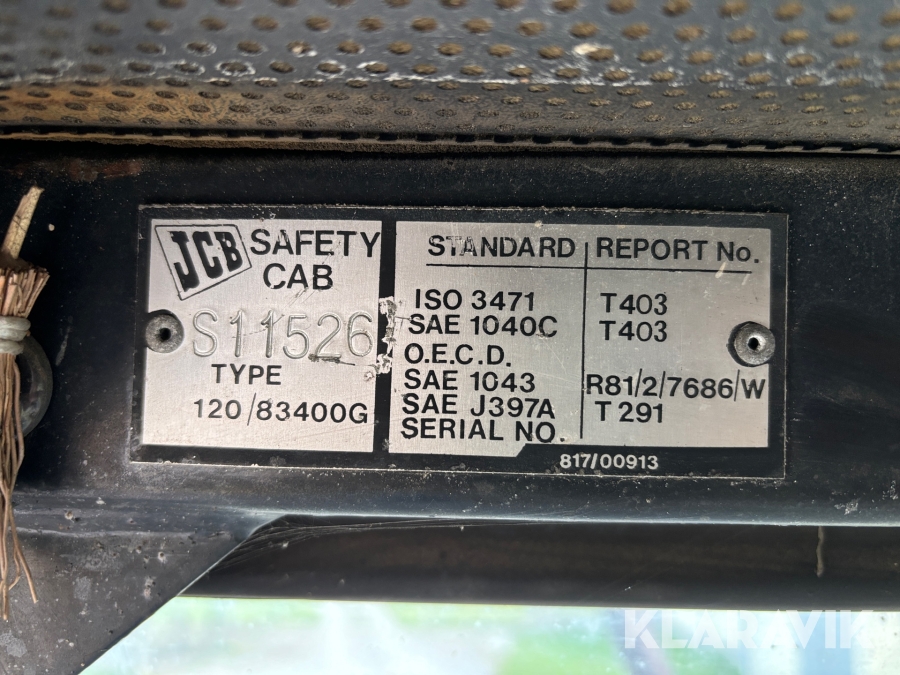 JCB SAFETY CAB
S11526
TYPE
120/83400G
STANDARD REPORT No.
ISO 3471 T403
SAE 1040C T403
O.E.C.D.
SAE 1043 R81/2/7686/W
SAE J397A T291
SERIAL NO.
817/00913
KLARAVIK